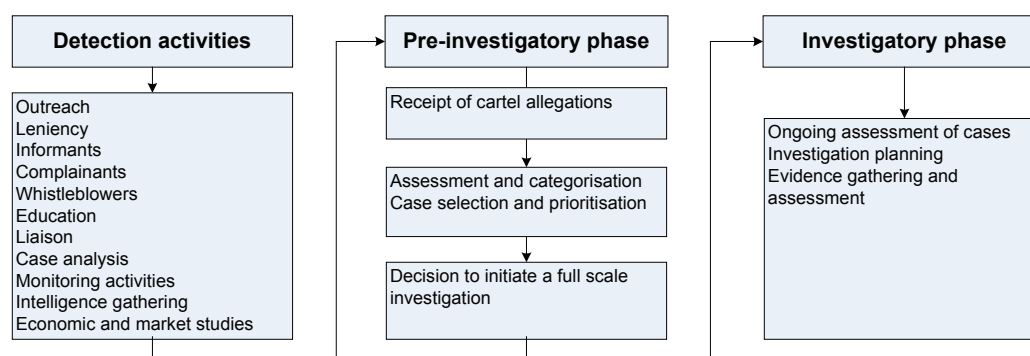 Detection activities
Outreach
Leniency
Informants
Complainants
Whistleblowers
Education
Liaison
Case analysis
Monitoring activities
Intelligence gathering
Economic and market studies
Pre-investigatory phase
Receipt of cartel allegations
Assessment and categorisation
Case selection and prioritisation
Decision to initiate a full scale
investigation
Investigatory phase
Ongoing assessment of cases
Investigation planning
Evidence gathering and
assessment